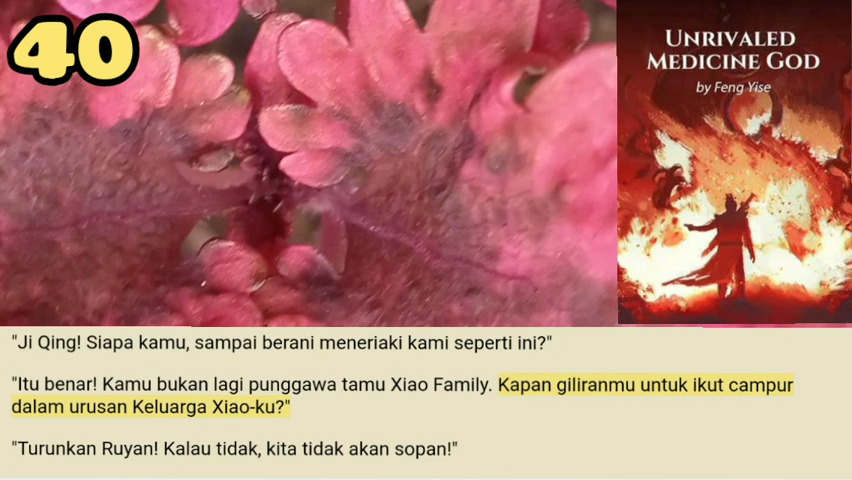 40
UNRIVALED
MEDICINE GOD
by Feng Yise
"Ji Qing! Siapa kamu, sampai berani meneriaki kami seperti ini?"
"Itu benar! Kamu bukan lagi punggawa tamu Xiao Family. Kapan giliranmu untuk ikut campur
dalam urusan Keluarga Xiao-ku?"
"Turunkan Ruyan! Kalau tidak, kita tidak akan sopan!"